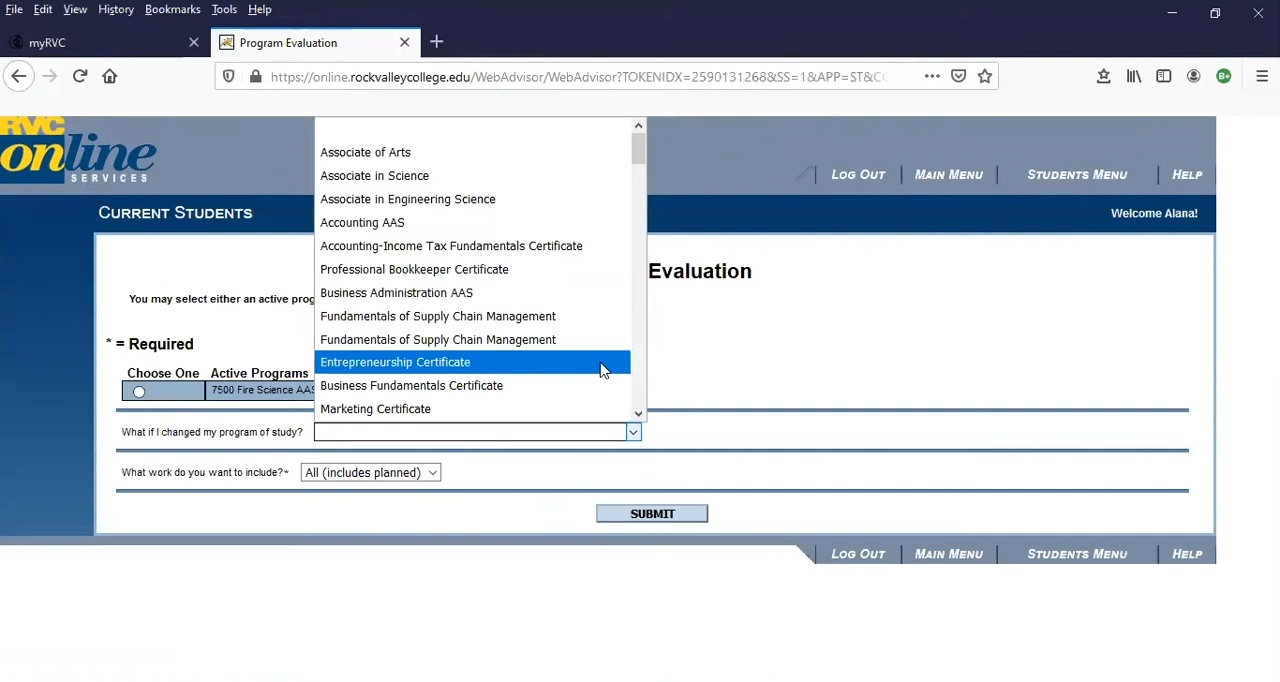 File Edit View History Bookmarks Tools Help
myRVC
Program Evaluation
https://online.rockvalleycollege.edu/WebAdvisor/WebAdvisor?TOKENIDX=2590131268&SS=1&APP=ST&CO
RVC
online
SERVICES
LOG OUT MAIN MENU STUDENTS MENU HELP
CURRENT STUDENTS
Welcome Alana!
Evaluation
You may select either an active prog
* = Required
Choose One Active Programs
7500 Fire Science AAS
Associate of Arts
Associate in Science
Associate in Engineering Science
Accounting AAS
Accounting-Income Tax Fundamentals Certificate
Professional Bookkeeper Certificate
Business Administration AAS
Fundamentals of Supply Chain Management
Fundamentals of Supply Chain Management
Entrepreneurship Certificate
Business Fundamentals Certificate
Marketing Certificate
What if I changed my program of study?
What work do you want to include?* All (includes planned)
SUBMIT
LOG OUT MAIN MENU STUDENTS MENU HELP